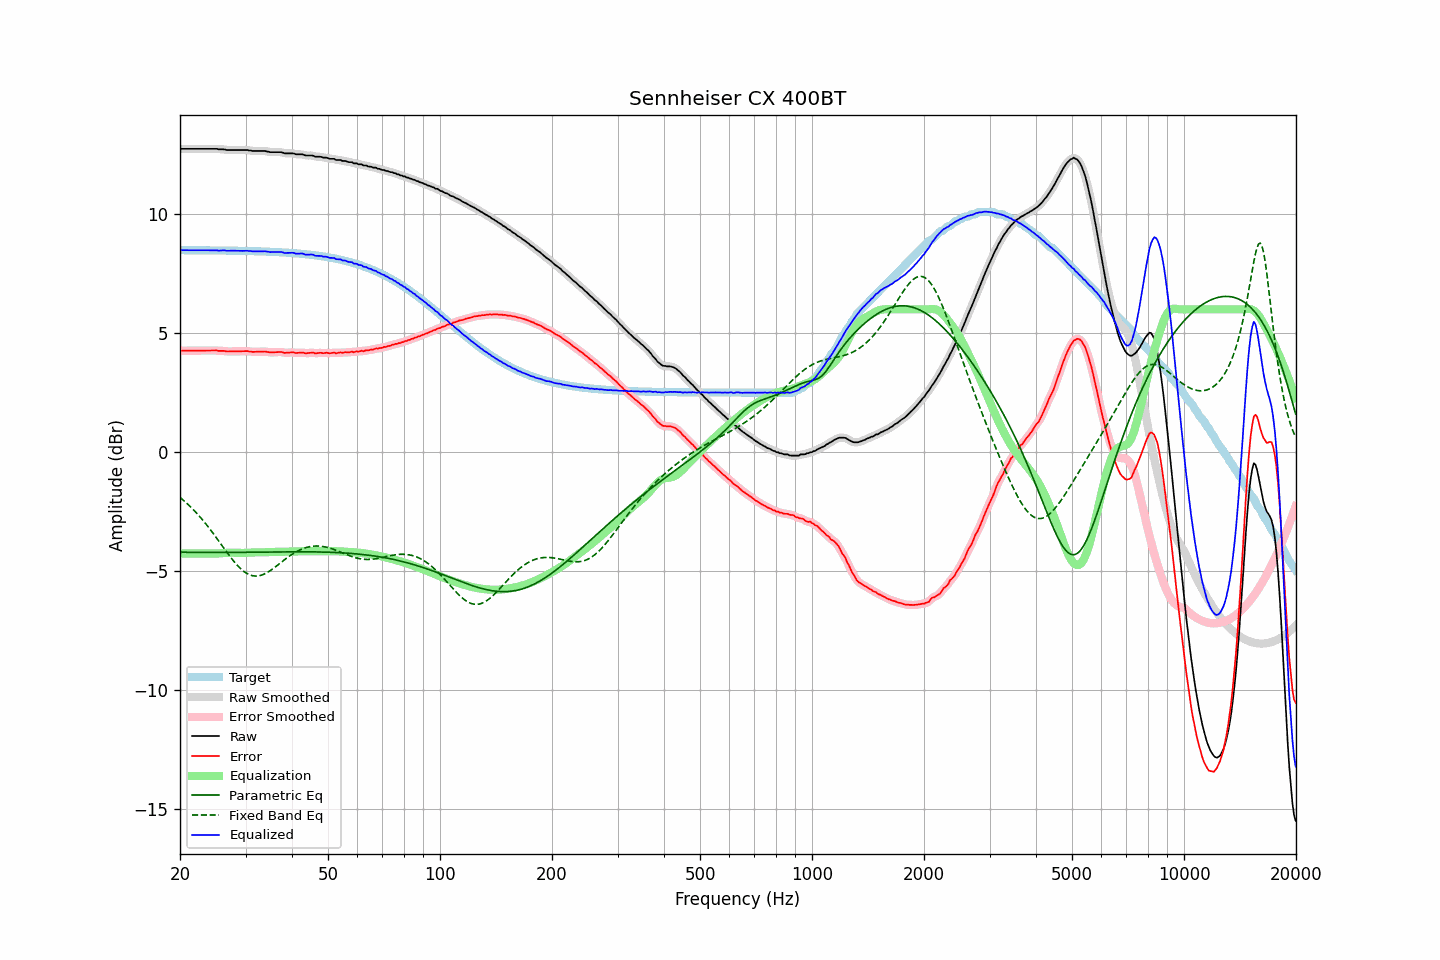 Sennheiser CX 400BT
Amplitude (dBr)
10
5
0
−5
−10
−15
Target
Raw Smoothed
Error Smoothed
Raw
Error
Equalization
Parametric Eq
Fixed Band Eq
Equalized
20 50 100 200 500 1000 2000 5000 10000 20000
Frequency (Hz)